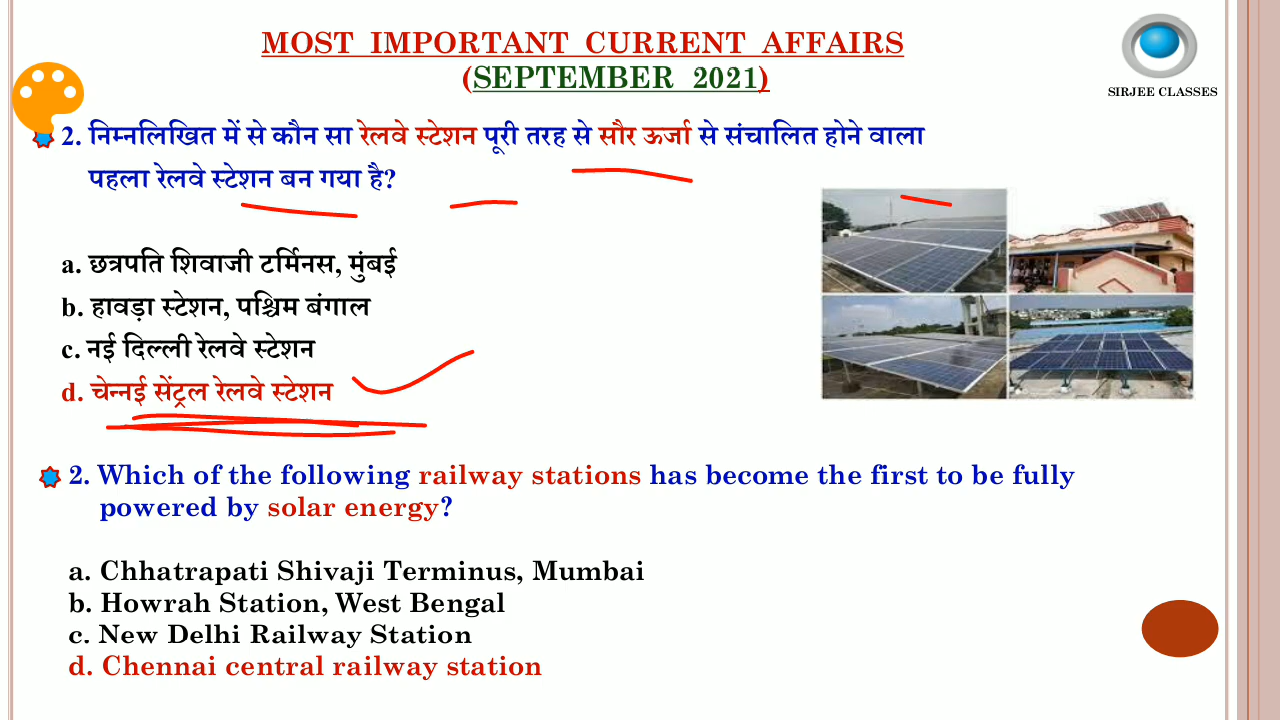 MOST IMPORTANT CURRENT AFFAIRS
(SEPTEMBER 2021)
SIRJEE CLASSES
2. निम्नलिखित में से कौन सा रेलवे स्टेशन पूरी तरह से सौर ऊर्जा से संचालित होने वाला
पहला रेलवे स्टेशन बन गया है?
a. छत्रपति शिवाजी टर्मिनस, मुंबई
b. हावड़ा स्टेशन, पश्चिम बंगाल
c. नई दिल्ली रेलवे स्टेशन
d. चेन्नई सेंट्रल रेलवे स्टेशन
2. Which of the following railway stations has become the first to be fully
powered by solar energy?
a. Chhatrapati Shivaji Terminus, Mumbai
b. Howrah Station, West Bengal
c. New Delhi Railway Station
d. Chennai central railway station